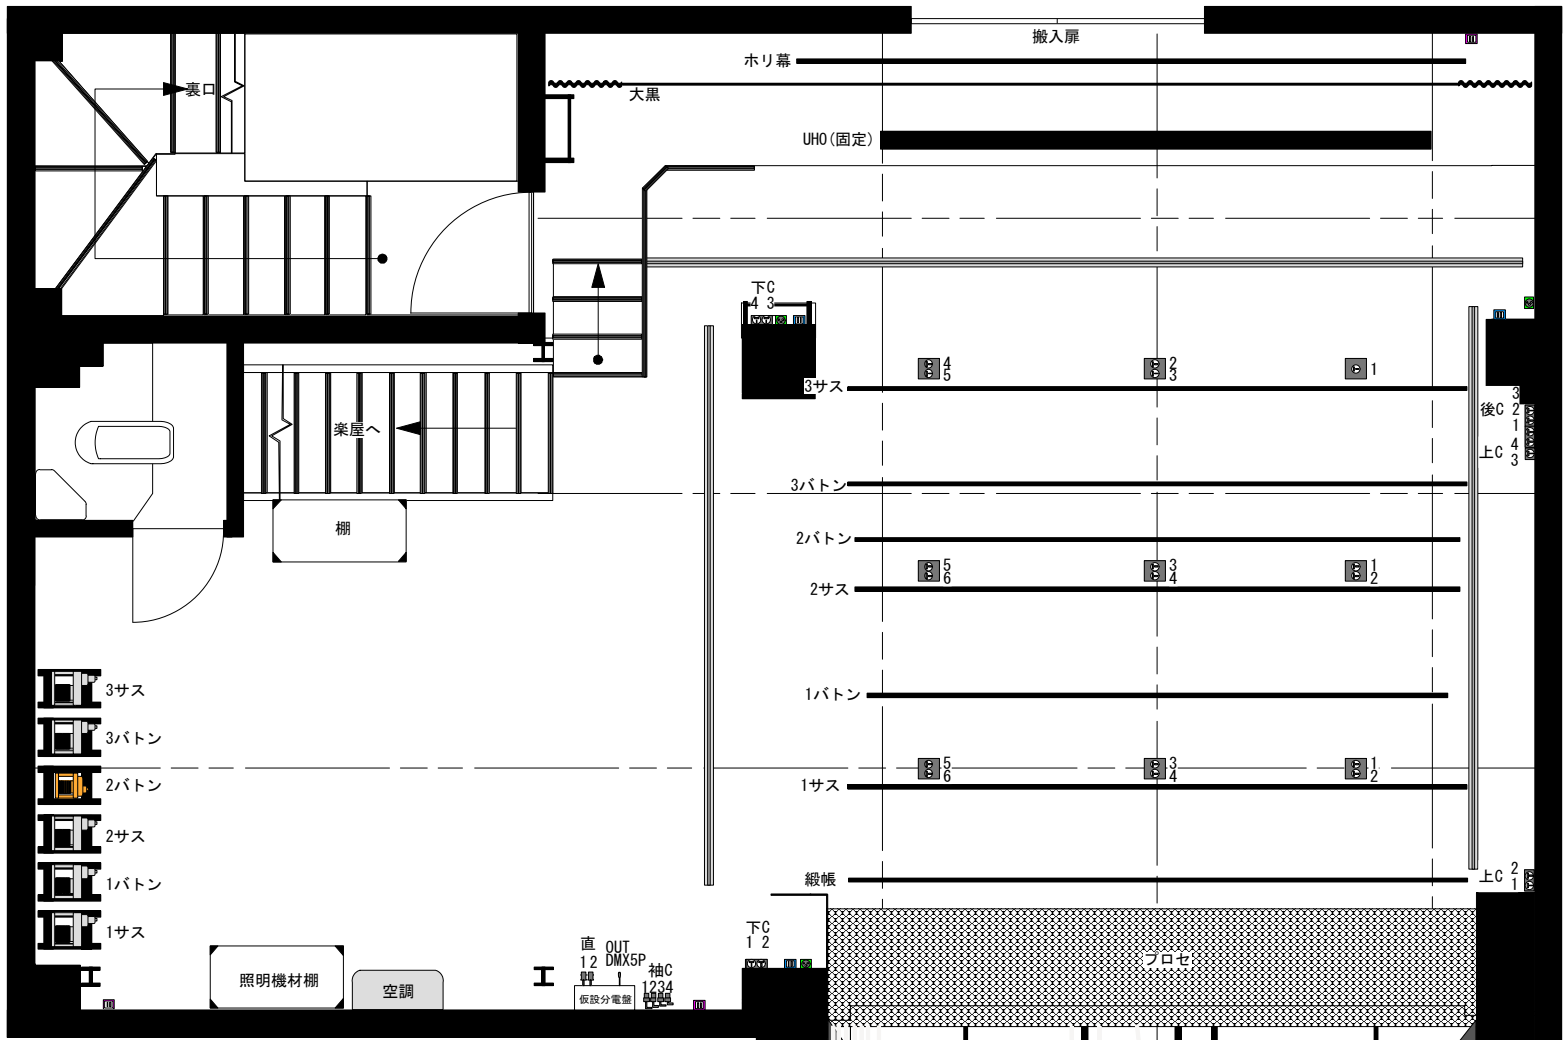 搬入扉
ホリ幕
大黒
裏口
UHO(固定)
下C
4 3
4
5
2
3
1
3サス
3
後C 2
1
上C 4
3
楽屋へ
3バトン
棚
2バトン
5
6
3
4
1
2
2サス
3サス
1バトン
3バトン
5
6
3
4
1
2
2バトン
1サス
2サス
1バトン
緞帳
上C 2
1
1サス
下C
1 2
直
1 2
OUT
DMX5P
袖C
1234
プロセ
照明機材棚
空調
仮設分電盤